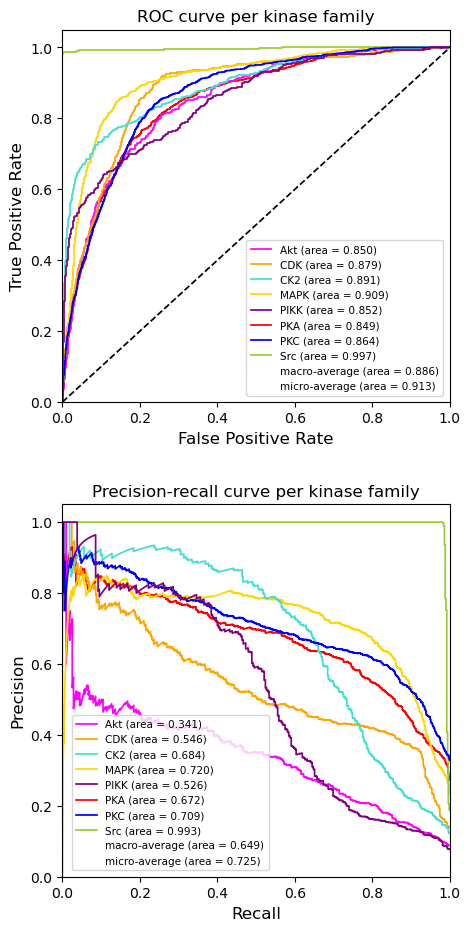 ROC curve per kinase family
1.0
0.8
0.6
0.4
0.2
0.0
True Positive Rate
Akt (area = 0.850)
CDK (area = 0.879)
CK2 (area = 0.891)
MAPK (area = 0.909)
PIKK (area = 0.852)
PKA (area = 0.849)
PKC (area = 0.864)
Src (area = 0.997)
macro-average (area = 0.886)
micro-average (area = 0.913)
0.0 0.2 0.4 0.6 0.8 1.0
False Positive Rate
Precision-recall curve per kinase family
1.0
0.8
0.6
0.4
0.2
0.0
Precision
Akt (area = 0.341)
CDK (area = 0.546)
CK2 (area = 0.684)
MAPK (area = 0.720)
PIKK (area = 0.526)
PKA (area = 0.672)
PKC (area = 0.709)
Src (area = 0.993)
macro-average (area = 0.649)
micro-average (area = 0.725)
0.0 0.2 0.4 0.6 0.8 1.0
Recall